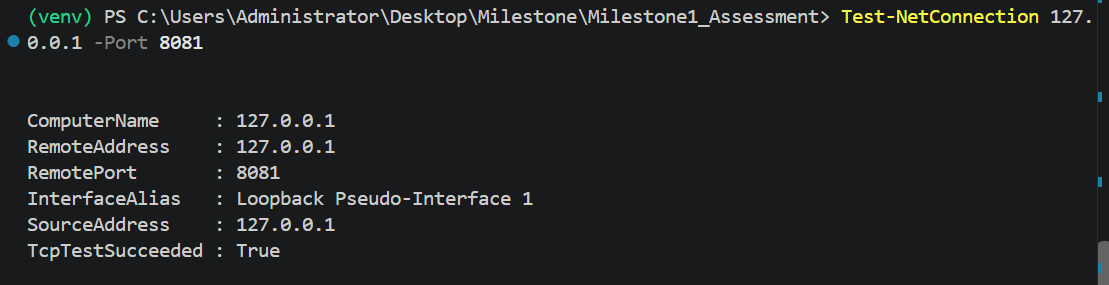 (venv) PS C:\Users\Administrator\Desktop\Milestone\Milestone1_Assessment> Test-NetConnection 127.
0.0.1 -Port 8081
ComputerName     : 127.0.0.1
RemoteAddress    : 127.0.0.1
RemotePort       : 8081
InterfaceAlias   : Loopback Pseudo-Interface 1
SourceAddress    : 127.0.0.1
TcpTestSucceeded : True